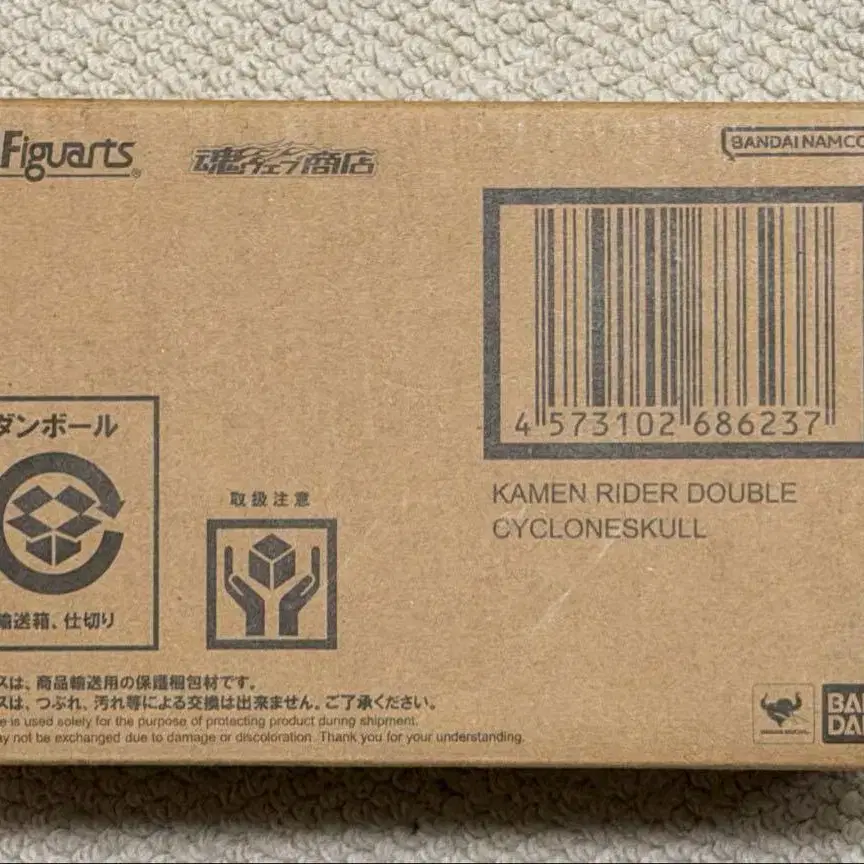 Figuarts
魂ウェブ商店
BANDAI NAMCO
4 573102 686237
KAMEN RIDER DOUBLE
CYCLONESKULL
ダンボール
取扱注意
輸送箱、仕切り
スは、商品輸送用の保護梱包材です。
スは、つぶれ、汚れ等による交換は出来ません。ご了承ください。
e is used solely for the purpose of protecting product during shipment.
ay not be exchanged due to damage or discoloration. Thank you for your understanding.
BAN
DAI